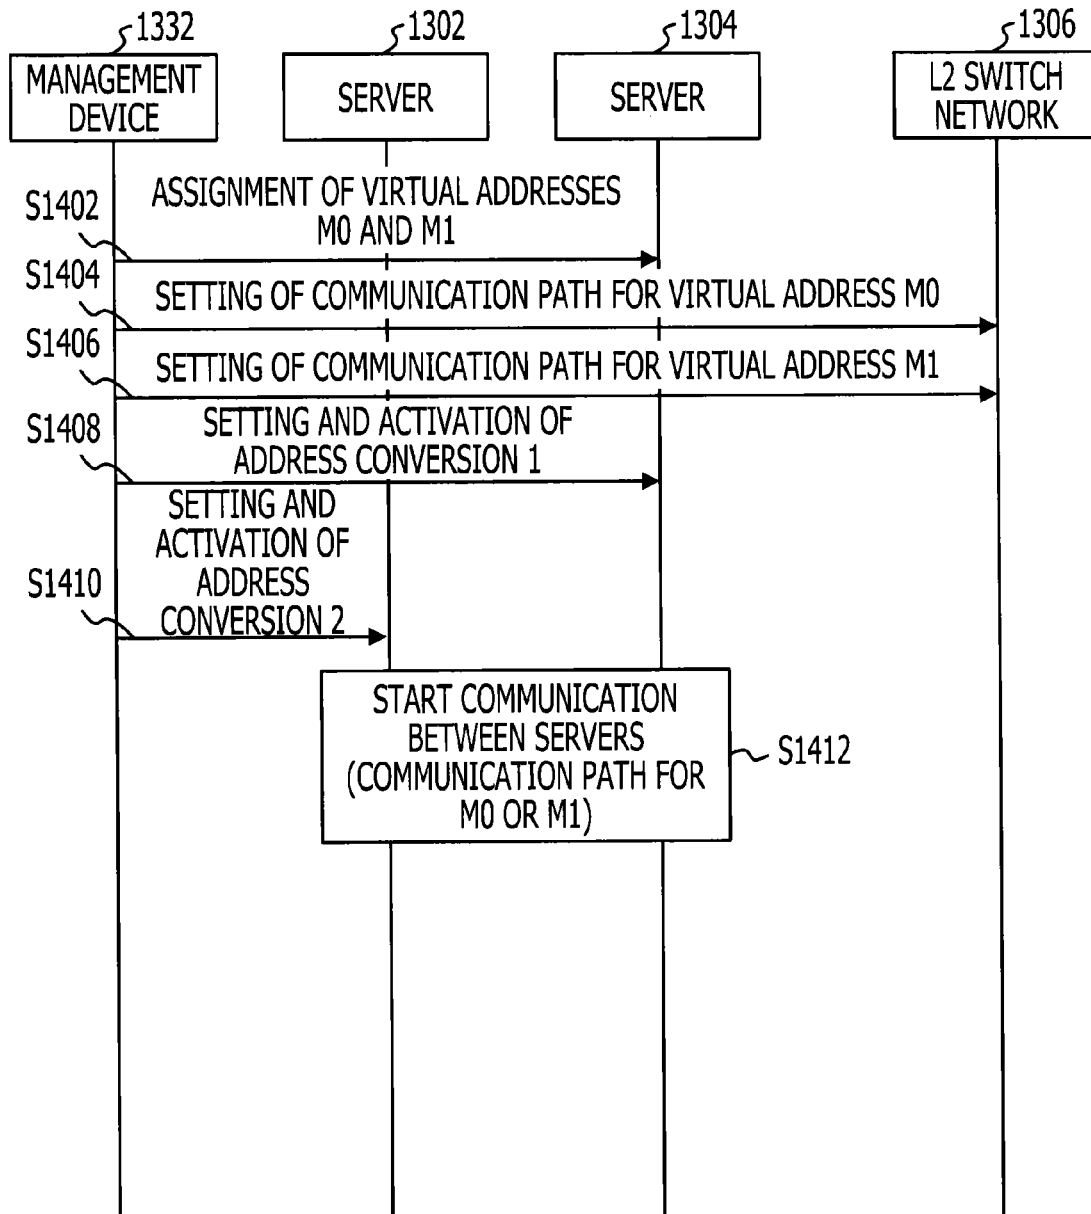 1332
1302
1304
1306
MANAGEMENT
DEVICE
SERVER
SERVER
L2 SWITCH
NETWORK
S1402
ASSIGNMENT OF VIRTUAL ADDRESSES
M0 AND M1
S1404
SETTING OF COMMUNICATION PATH FOR VIRTUAL ADDRESS M0
S1406
SETTING OF COMMUNICATION PATH FOR VIRTUAL ADDRESS M1
S1408
SETTING AND ACTIVATION OF
ADDRESS CONVERSION 1
SETTING AND
ACTIVATION OF
ADDRESS
CONVERSION 2
S1410
START COMMUNICATION
BETWEEN SERVERS
(COMMUNICATION PATH FOR
M0 OR M1)
S1412